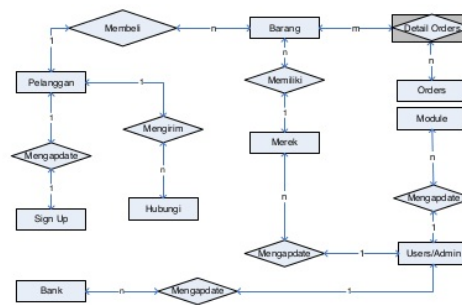 Membeli
n
Barang
m
Detail Orders
1
n
n
Pelanggan
1
Memiliki
Orders
1
Mengirim
1
Module
Mengapdate
Merek
n
1
n
n
Mengapdate
Sign Up
Hubungi
1
Mengapdate
1
Users/Admin
Bank
n
Mengapdate
1